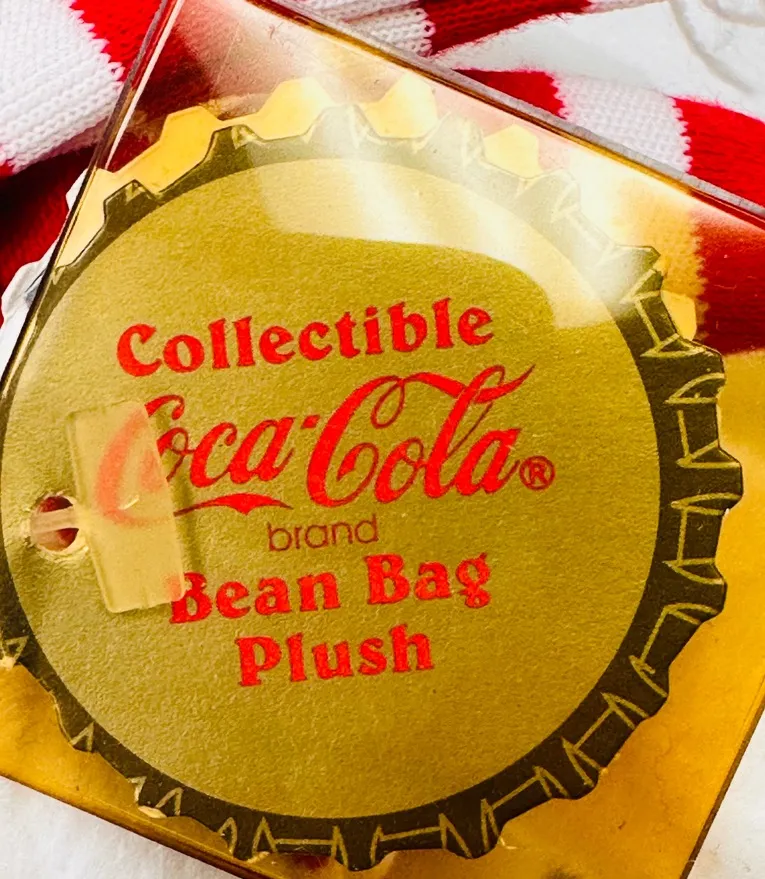 Collectible
Coca-Cola®
brand
Bean Bag
Plush